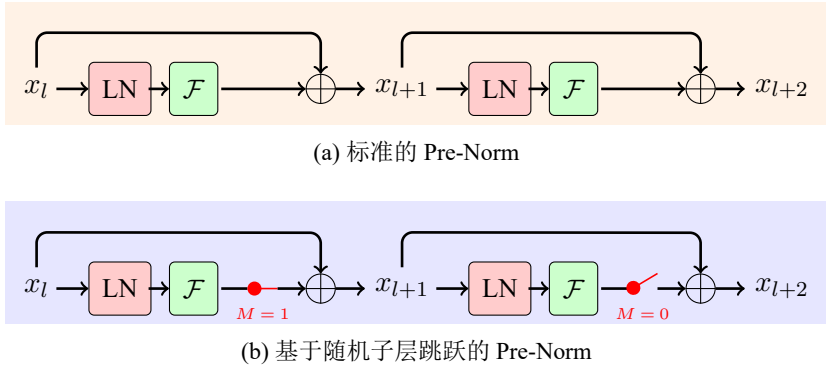 x_l LN F x_{l+1} LN F x_{l+2}
(a) 标准的 Pre-Norm
x_l LN F x_{l+1} LN F x_{l+2}
M = 1 M = 0
(b) 基于随机子层跳跃的 Pre-Norm